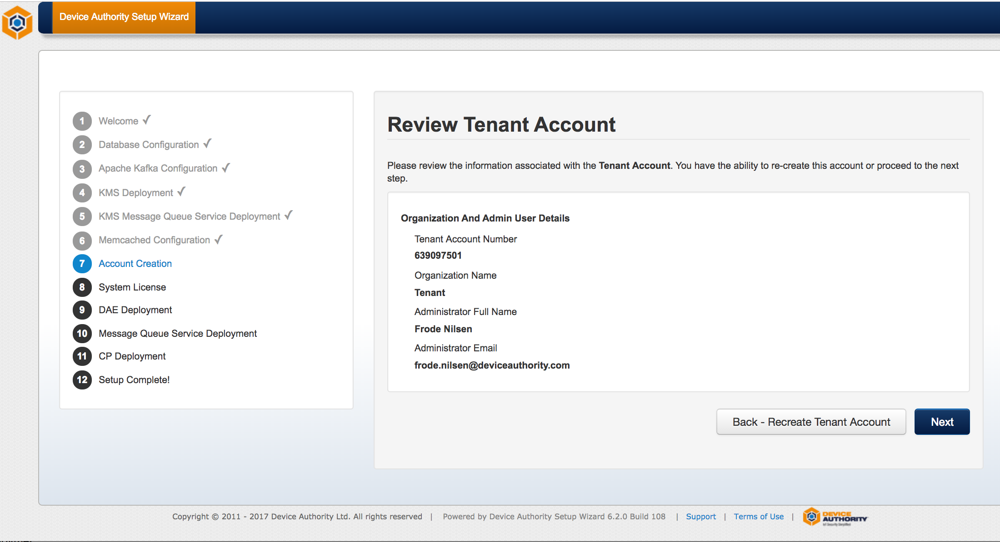 Device Authority Setup Wizard
1 Welcome ✓
2 Database Configuration ✓
3 Apache Kafka Configuration ✓
4 KMS Deployment ✓
5 KMS Message Queue Service Deployment ✓
6 Memcached Configuration ✓
7 Account Creation
8 System License
9 DAE Deployment
10 Message Queue Service Deployment
11 CP Deployment
12 Setup Complete!
Review Tenant Account
Please review the information associated with the Tenant Account. You have the ability to re-create this account or proceed to the next
step.
Organization And Admin User Details
Tenant Account Number
639097501
Organization Name
Tenant
Administrator Full Name
Frode Nilsen
Administrator Email
frode.nilsen@deviceauthority.com
Back - Recreate Tenant Account
Next
Copyright © 2011 - 2017 Device Authority Ltd. All rights reserved | Powered by Device Authority Setup Wizard 6.2.0 Build 108 | Support | Terms of Use |
DEVICE
AUTHORITY
IoT Security Simplified